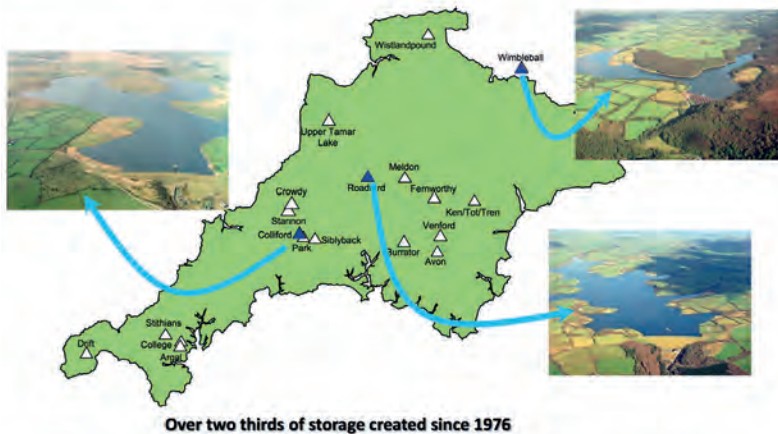 Wistlandpound
Wimbleball
Upper Tamar
Lake
Meldon
Roadford
Fernworthy
Crowdy
Ken/Tot/Tren
Stannon
Colliford
Venford
Park
Siblyback
Burrator
Avon
Stithians
Drift
College
Argal
Over two thirds of storage created since 1976